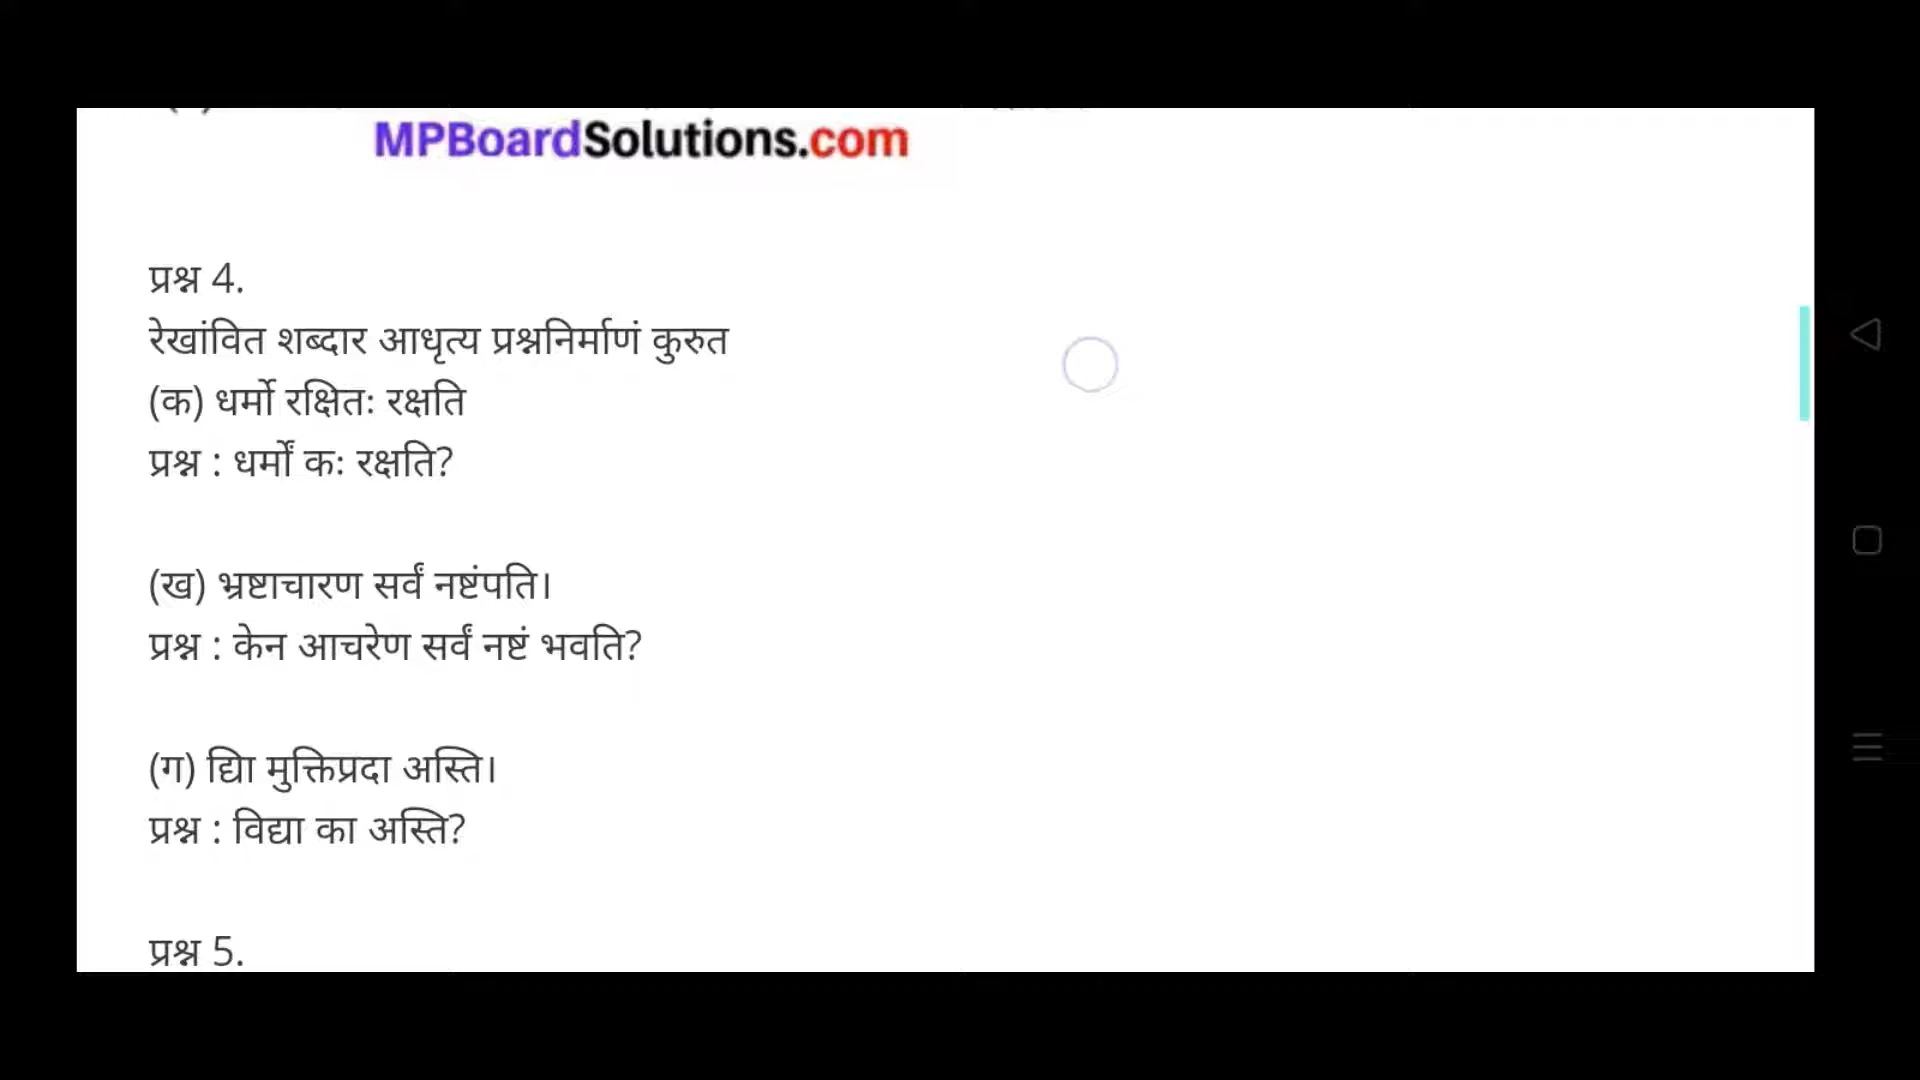 MPBoardSolutions.com
प्रश्न 4.
रेखांवित शब्दार आधृत्य प्रश्ननिर्माणं कुरुत
(क) धर्मो रक्षितः रक्षति
प्रश्न : धर्मों कः रक्षति?
(ख) भ्रष्टाचारण सर्वं नष्टंपति।
प्रश्न : केन आचरेण सर्वं नष्टं भवति?
(ग) द्यिा मुक्तिप्रदा अस्ति।
प्रश्न : विद्या का अस्ति?
प्रश्न 5.